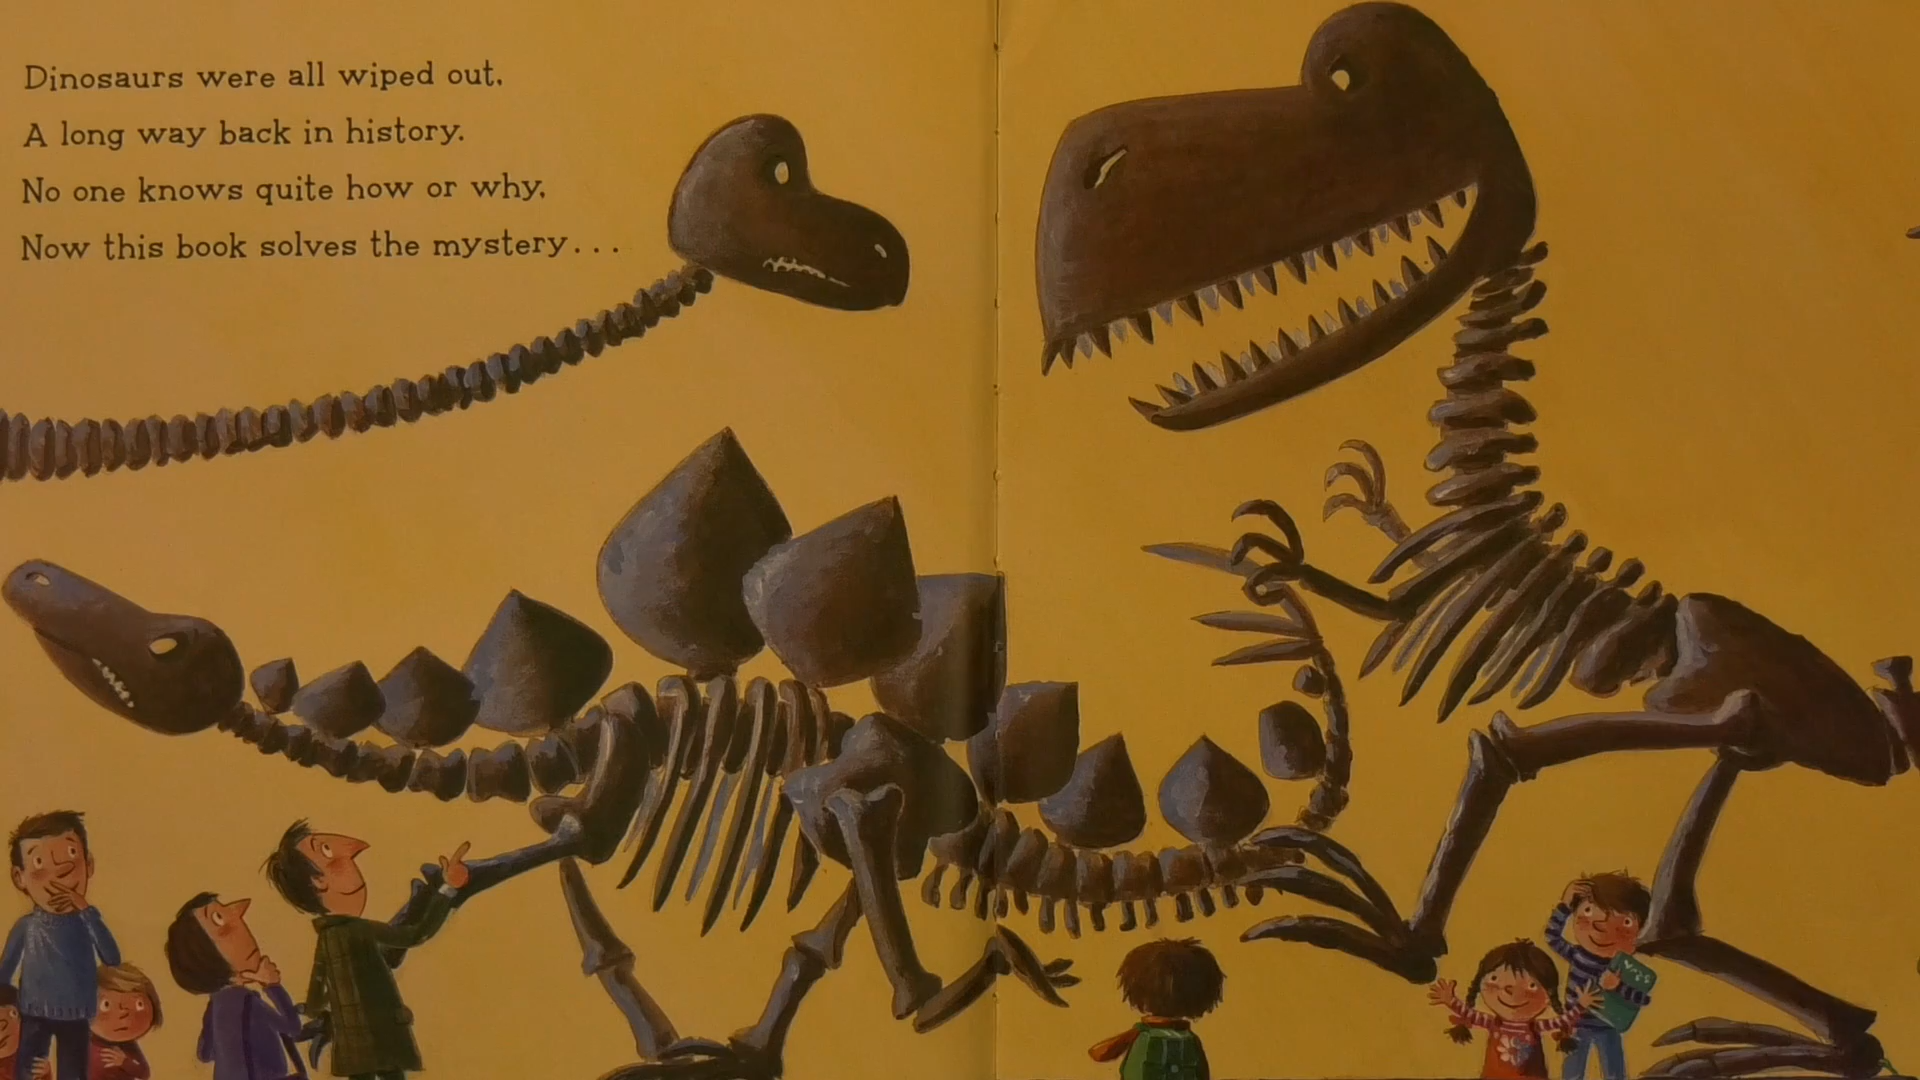 Dinosaurs were all wiped out,
A long way back in history.
No one knows quite how or why,
Now this book solves the mystery...